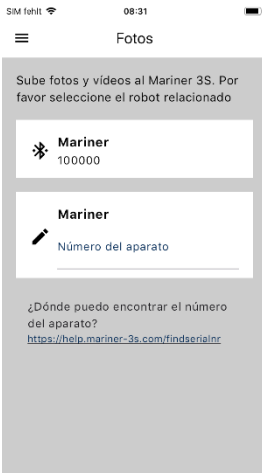 SIM fehlt 08:31
Fotos
Sube fotos y vídeos al Mariner 3S. Por
favor seleccione el robot relacionado
Mariner
100000
Mariner
Número del aparato
¿Dónde puedo encontrar el número
del aparato?
https://help.mariner-3s.com/findserialnr